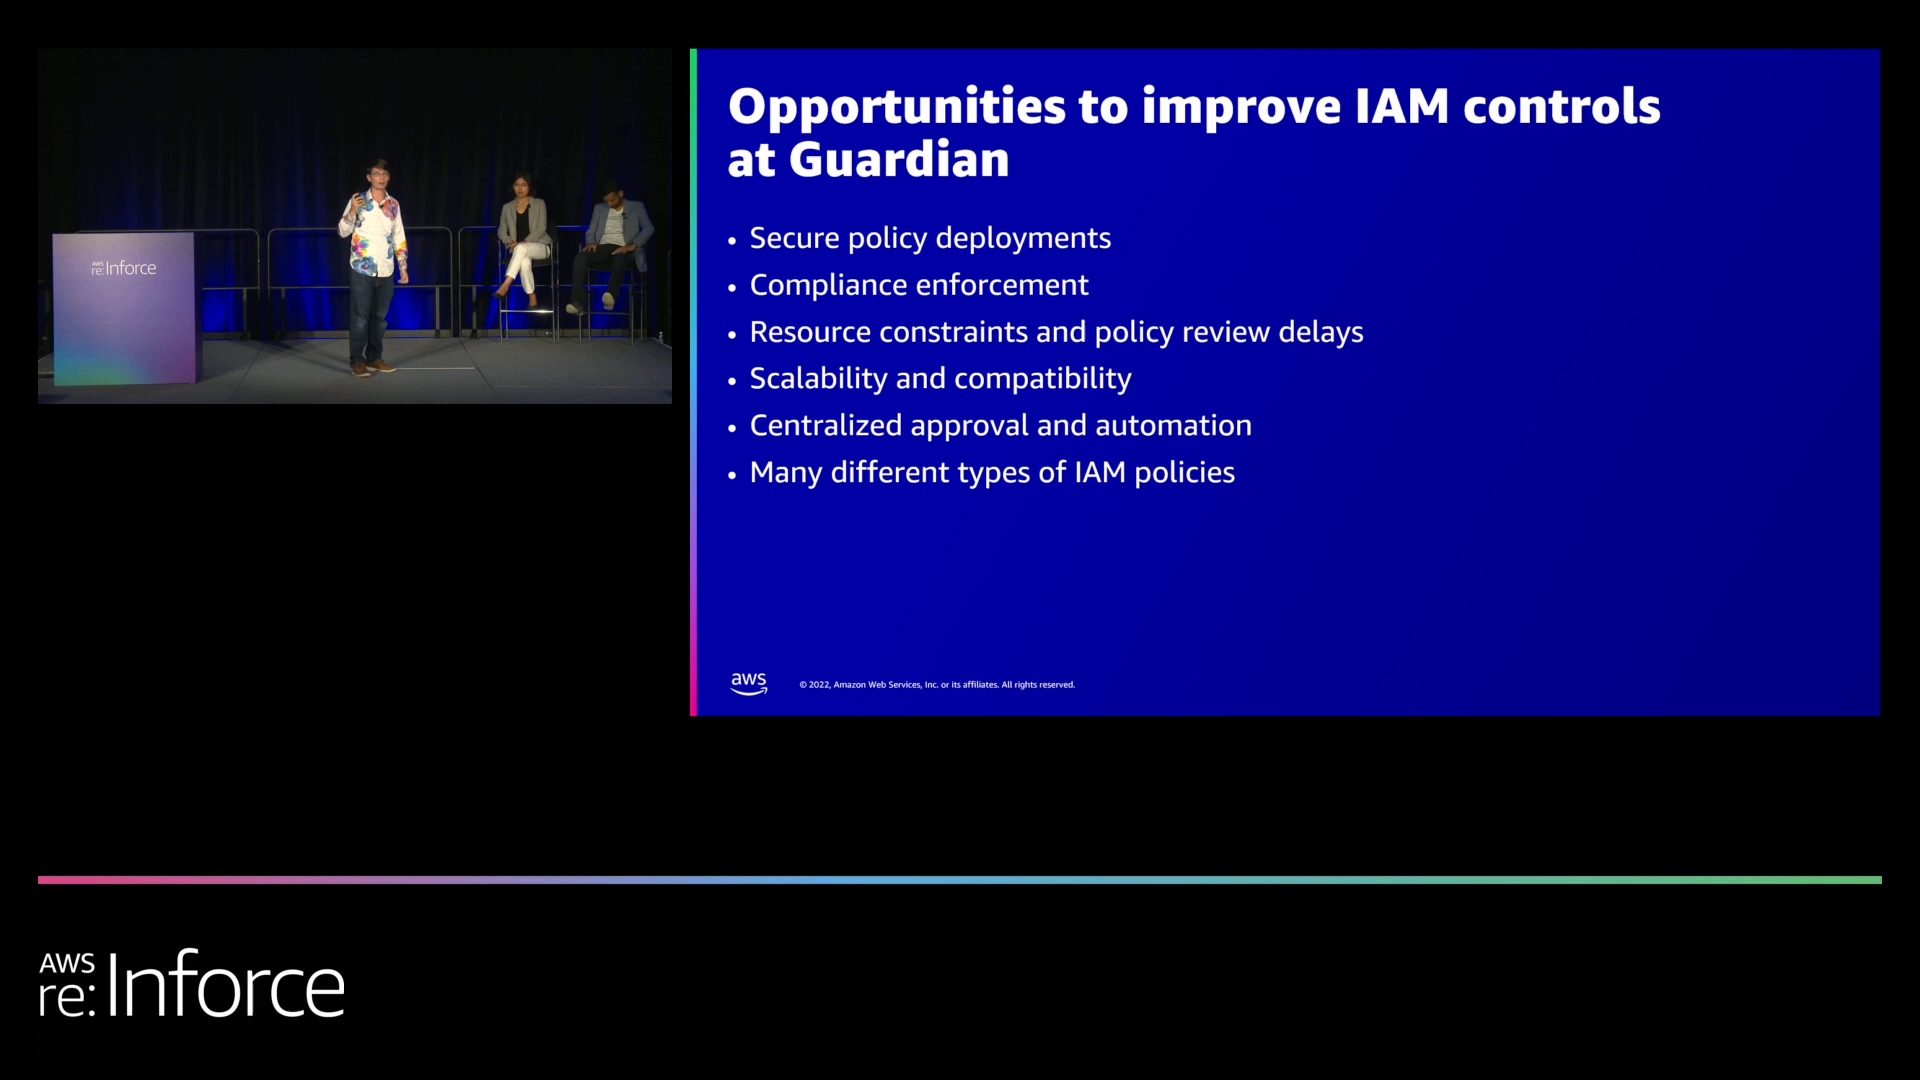 AWS
re:Inforce
Opportunities to improve IAM controls
at Guardian
• Secure policy deployments
• Compliance enforcement
• Resource constraints and policy review delays
• Scalability and compatibility
• Centralized approval and automation
• Many different types of IAM policies
aws
© 2022, Amazon Web Services, Inc. or its affiliates. All rights reserved.
AWS
re:Inforce